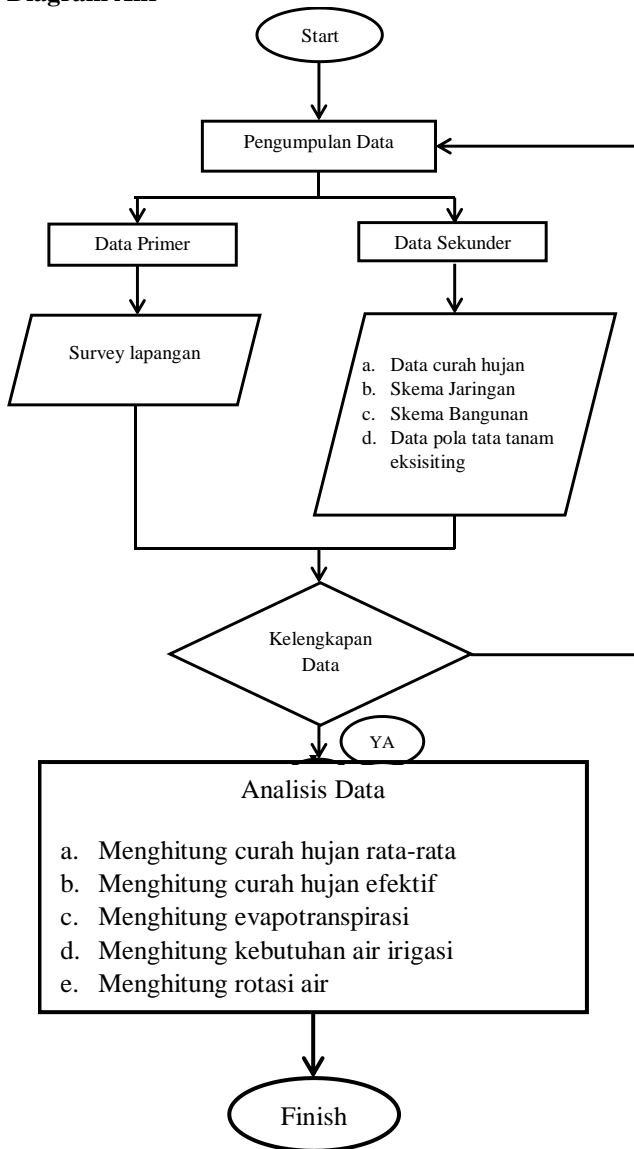 Start
Pengumpulan Data
Data Primer
Data Sekunder
Survey lapangan
a. Data curah hujan
b. Skema Jaringan
c. Skema Bangunan
d. Data pola tata tanam
eksisiting
Kelengkapan
Data
YA
Analisis Data
a. Menghitung curah hujan rata-rata
b. Menghitung curah hujan efektif
c. Menghitung evapotranspirasi
d. Menghitung kebutuhan air irigasi
e. Menghitung rotasi air
Finish